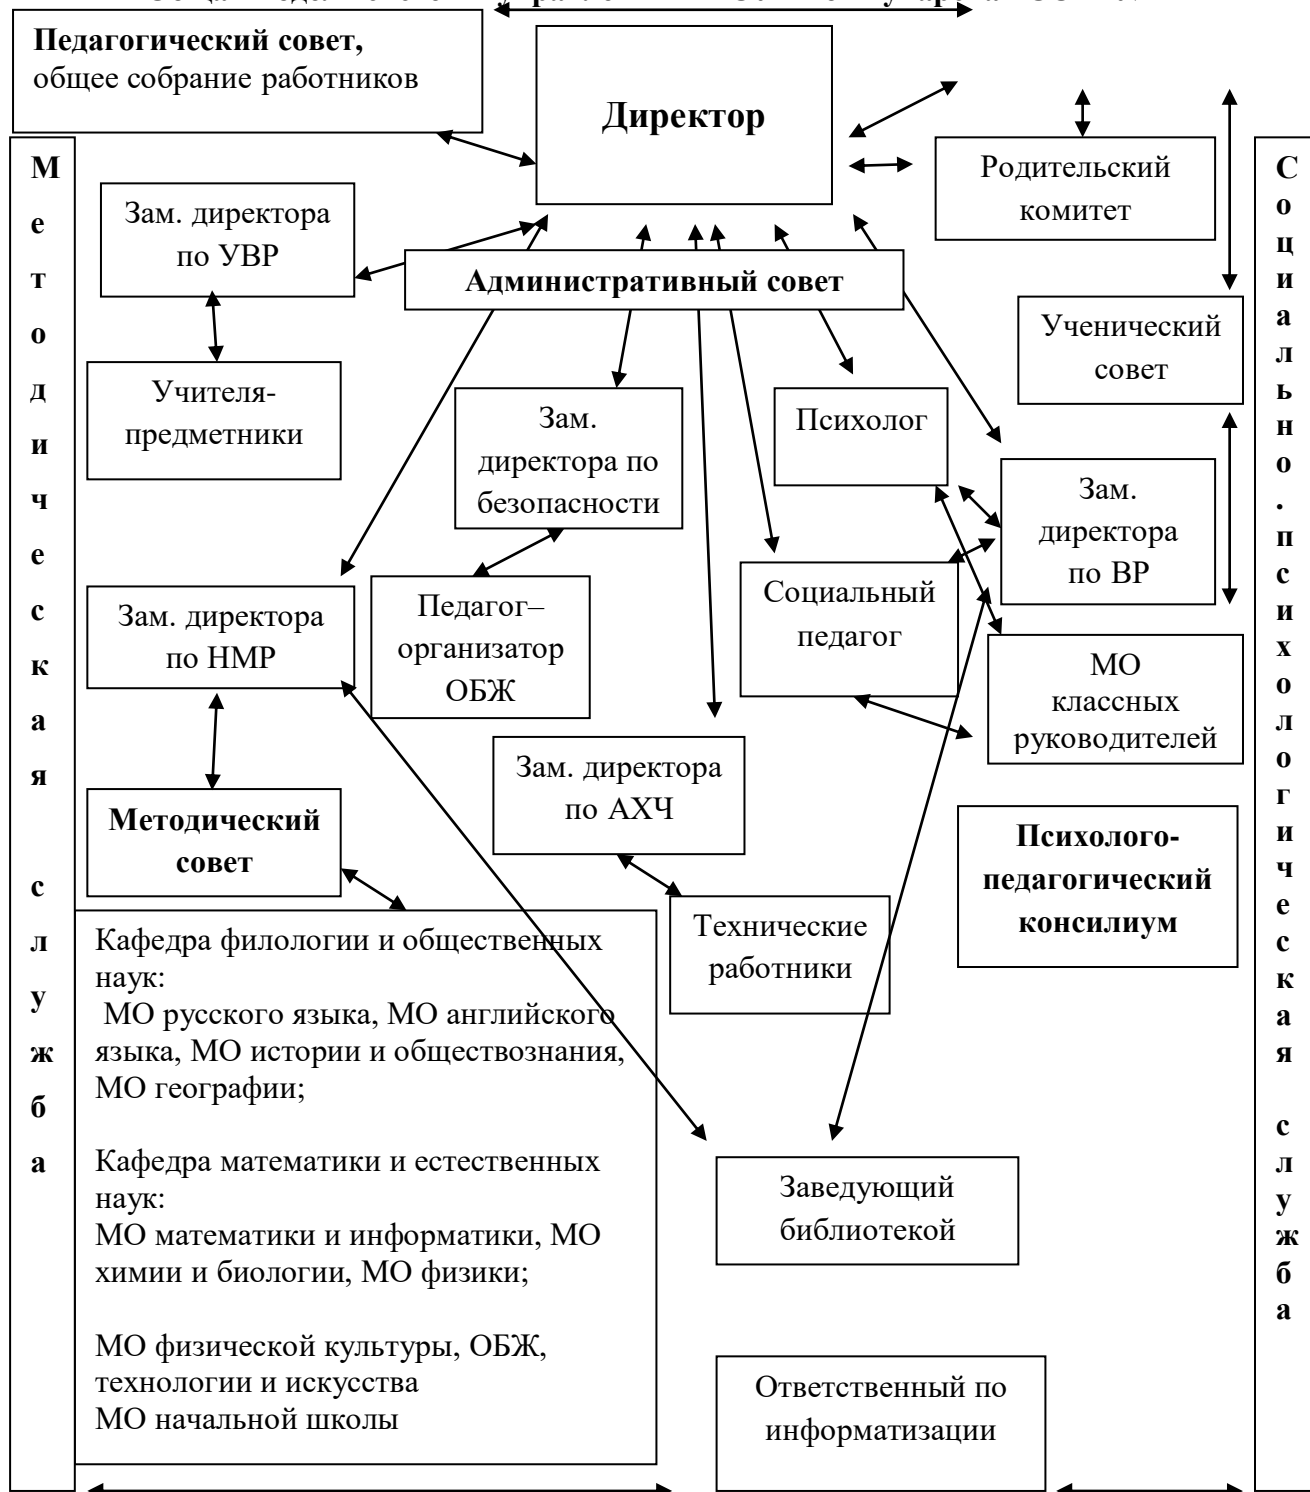 Педагогический совет,
общее собрание работников
Директор
Родительский
комитет
Зам. директора
по УВР
Административный совет
Ученический
совет
Учителя-
предметники
Зам.
директора по
безопасности
Психолог
Зам.
директора
по ВР
Зам. директора
по НМР
Педагог–
организатор
ОБЖ
Социальный
педагог
МО
классных
руководителей
Зам. директора
по АХЧ
Методический
совет
Психолого-
педагогический
консилиум
Технические
работники
Кафедра филологии и общественных
наук:
МО русского языка, МО английского
языка, МО истории и обществознания,
МО географии;
Кафедра математики и естественных
наук:
МО математики и информатики, МО
химии и биологии, МО физики;
МО физической культуры, ОБЖ,
технологии и искусства
МО начальной школы
Заведующий
библиотекой
Ответственный по
информатизации
Методическая служба
Социально.психологическая служба